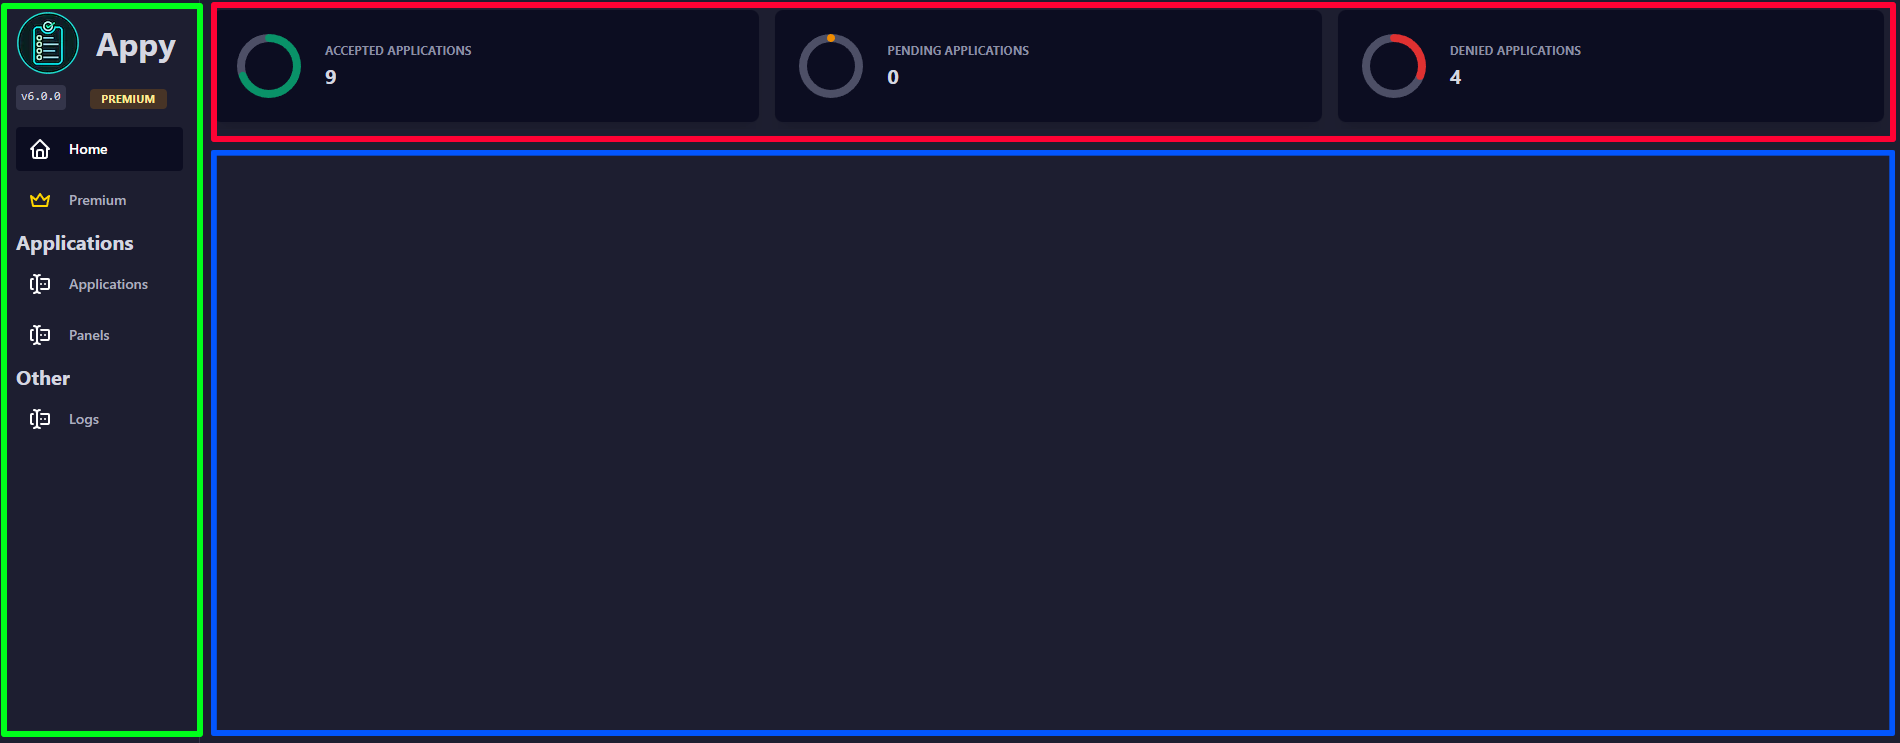 Appy
v6.0.0
PREMIUM
Home
Premium
Applications
Applications
Panels
Other
Logs
ACCEPTED APPLICATIONS
9
PENDING APPLICATIONS
0
DENIED APPLICATIONS
4